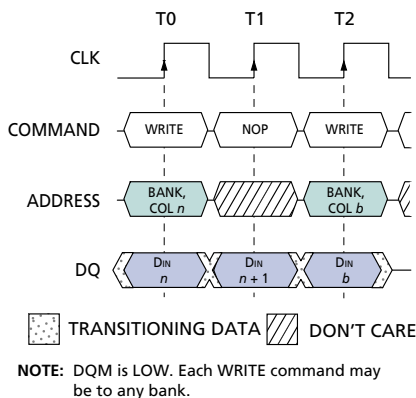 T0 T1 T2
CLK
COMMAND WRITE NOP WRITE
ADDRESS BANK, COL n BANK, COL b
DQ DIN n DIN n + 1 DIN b
TRANSITIONING DATA DON'T CARE
NOTE: DQM is LOW. Each WRITE command may
be to any bank.